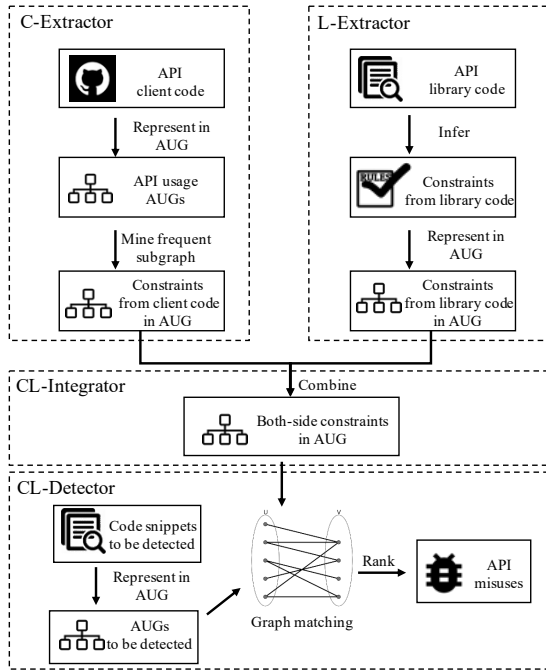 C-Extractor
API
client code
Represent in
AUG
API usage
AUGs
Mine frequent
subgraph
Constraints
from client code
in AUG
L-Extractor
API
library code
Infer
RULES
Constraints
from library code
Represent in
AUG
Constraints
from library code
in AUG
CL-Integrator
Combine
Both-side constraints
in AUG
CL-Detector
Code snippets
to be detected
Represent in
AUG
AUGs
to be detected
U
V
Graph matching
Rank
API
misuses